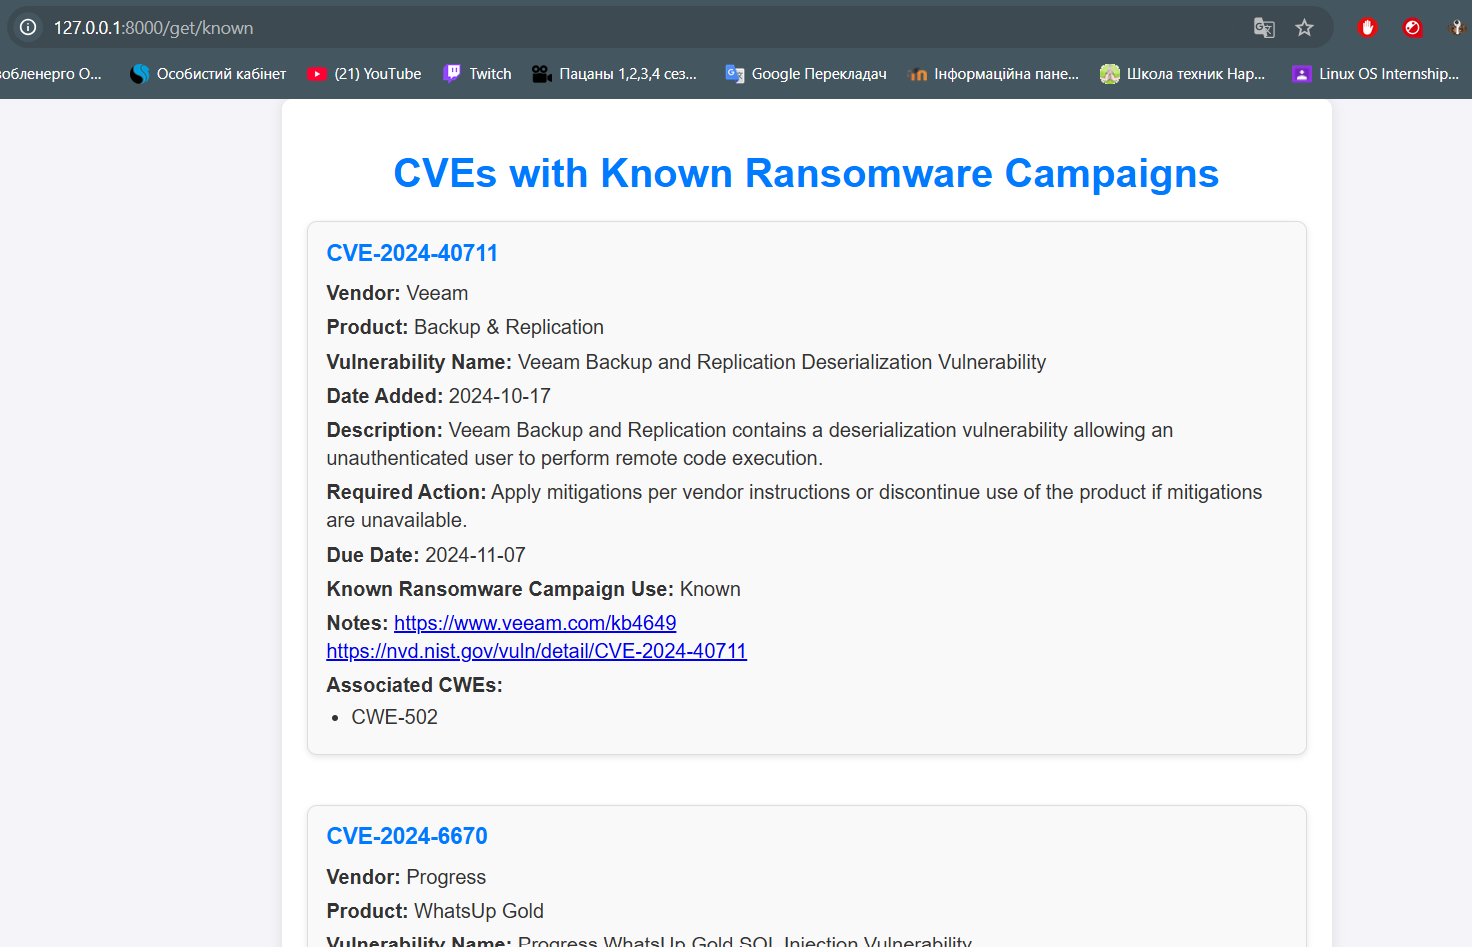 127.0.0.1:8000/get/known
обленерго О... Особистий кабінет (21) YouTube Twitch Пацаны 1,2,3,4 сез... Google Перекладач Інформаційна пане... Школа технік Нар... Linux OS Internship...
CVEs with Known Ransomware Campaigns
CVE-2024-40711
Vendor: Veeam
Product: Backup & Replication
Vulnerability Name: Veeam Backup and Replication Deserialization Vulnerability
Date Added: 2024-10-17
Description: Veeam Backup and Replication contains a deserialization vulnerability allowing an
unauthenticated user to perform remote code execution.
Required Action: Apply mitigations per vendor instructions or discontinue use of the product if mitigations
are unavailable.
Due Date: 2024-11-07
Known Ransomware Campaign Use: Known
Notes: https://www.veeam.com/kb4649
https://nvd.nist.gov/vuln/detail/CVE-2024-40711
Associated CWEs:
• CWE-502
CVE-2024-6670
Vendor: Progress
Product: WhatsUp Gold
Vulnerability Name: Progress WhatsUp Gold SQL Injection Vulnerability